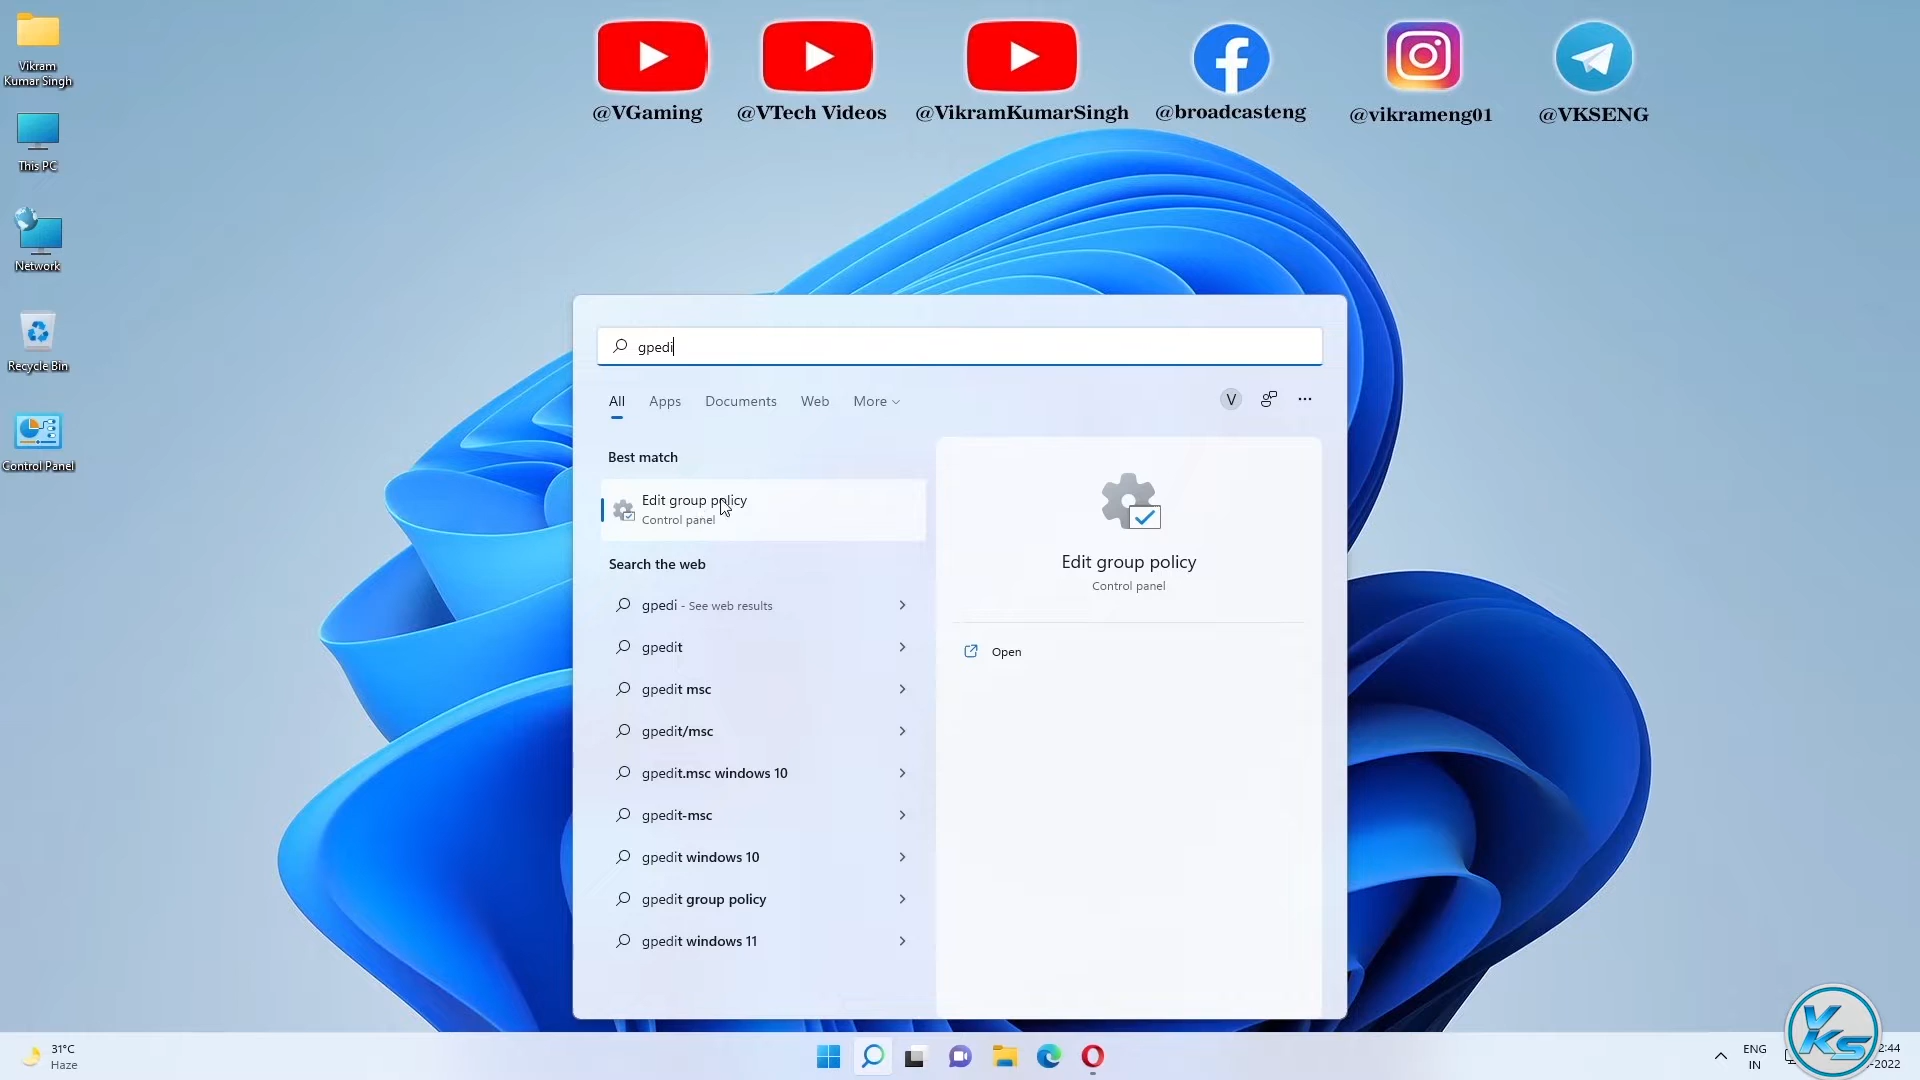 Vikram
Kumar Singh
This PC
Network
Recycle Bin
Control Panel
@VGaming
@VTech Videos
@VikramKumarSingh
@broadcasteng
@vikrameng01
@VKSENG
gpedi
All
Apps
Documents
Web
More
V
Best match
Edit group policy
Control panel
Search the web
gpedi - See web results
gpedit
gpedit msc
gpedit/msc
gpedit.msc windows 10
gpedit-msc
gpedit windows 10
gpedit group policy
gpedit windows 11
Edit group policy
Control panel
Open
31°C
Haze
ENG
IN
2:44
-2022
VKS